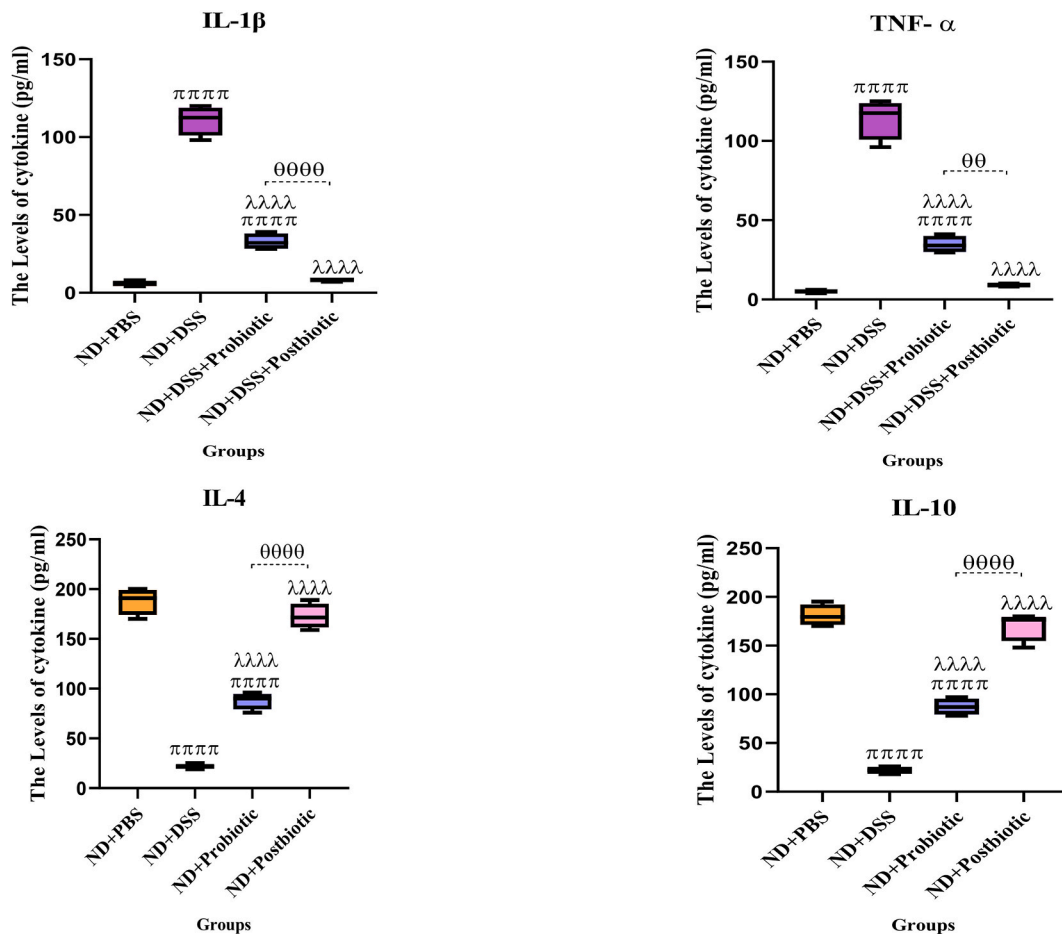 IL-1β
The Levels of cytokine (pg/ml)
150
100
50
0
ππππ
θθθθ
λλλλ
ππππ
λλλλ
ND+PBS
ND+DSS
ND+DSS+Probiotic
ND+DSS+Postbiotic
Groups
TNF- α
The Levels of cytokine (pg/ml)
150
100
50
0
ππππ
θθ
λλλλ
ππππ
λλλλ
ND+PBS
ND+DSS
ND+DSS+Probiotic
ND+DSS+Postbiotic
Groups
IL-4
The Levels of cytokine (pg/ml)
250
200
150
100
50
0
θθθθ
λλλλ
λλλλ
ππππ
ππππ
ND+PBS
ND+DSS
ND+Probiotic
ND+Postbiotic
Groups
IL-10
The Levels of cytokine (pg/ml)
250
200
150
100
50
0
θθθθ
λλλλ
λλλλ
ππππ
ππππ
ND+PBS
ND+DSS
ND+Probiotic
ND+Postbiotic
Groups